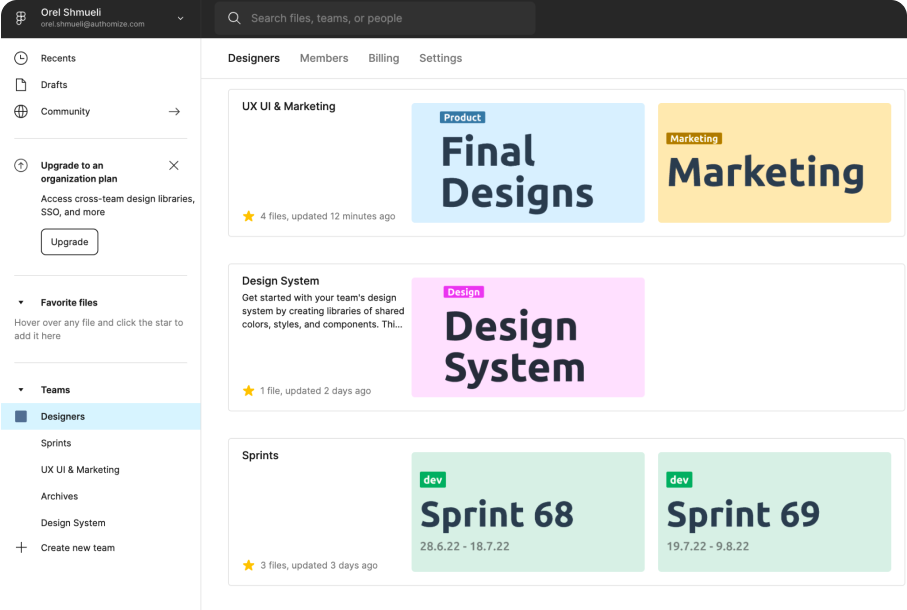 Orel Shmueli
orel.shmueli@authomize.com
Search files, teams, or people
Recents
Drafts
Community
Upgrade to an
organization plan
Access cross-team design libraries,
SSO, and more
Upgrade
Favorite files
Hover over any file and click the star to
add it here
Teams
Designers
Sprints
UX UI & Marketing
Archives
Design System
Create new team
Designers Members Billing Settings
UX UI & Marketing
4 files, updated 12 minutes ago
Product
Final
Designs
Marketing
Marketing
Design System
Get started with your team's design
system by creating libraries of shared
colors, styles, and components. Thi...
1 file, updated 2 days ago
Design
Design
System
Sprints
3 files, updated 3 days ago
dev
Sprint 68
28.6.22 - 18.7.22
dev
Sprint 69
19.7.22 - 9.8.22